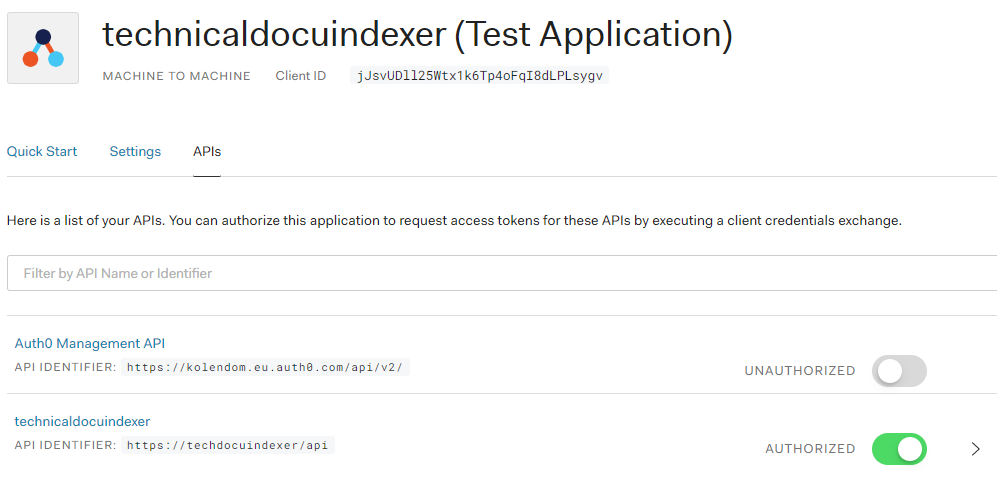 technicaldocuindexer (Test Application)
MACHINE TO MACHINE Client ID jJsvUDll25Wtx1k6Tp4oFqI8dLPLsygv
Quick Start Settings APIs
Here is a list of your APIs. You can authorize this application to request access tokens for these APIs by executing a client credentials exchange.
Filter by API Name or Identifier
Auth0 Management API
API IDENTIFIER: https://kolendom.eu.auth0.com/api/v2/
UNAUTHORIZED
technicaldocuindexer
API IDENTIFIER: https://techdocuindexer/api
AUTHORIZED